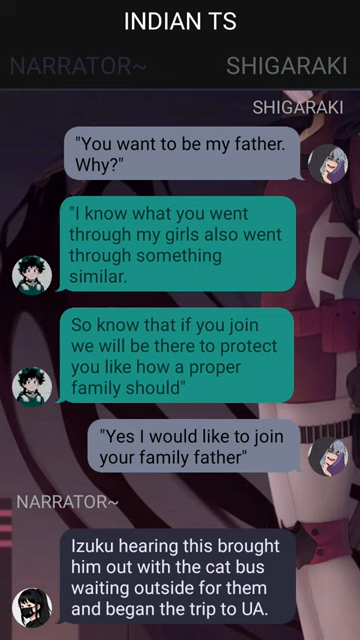 INDIAN TS
NARRATOR~ SHIGARAKI
SHIGARAKI
"You want to be my father.
Why?"
"I know what you went
through my girls also went
through something
similar.
So know that if you join
we will be there to protect
you like how a proper
family should"
"Yes I would like to join
your family father"
NARRATOR~
Izuku hearing this brought
him out with the cat bus
waiting outside for them
and began the trip to UA.